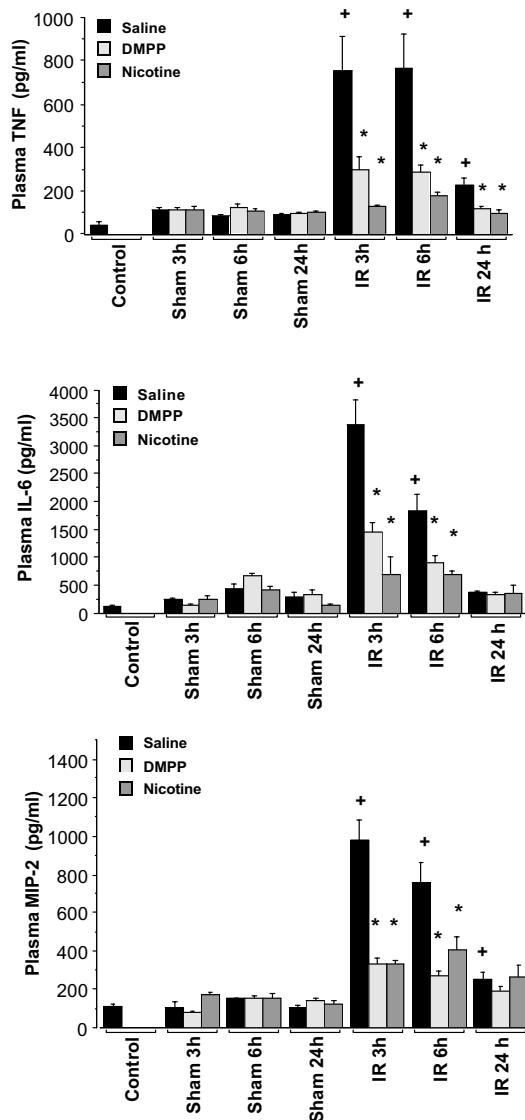 Plasma TNF (pg/ml)
1000
800
600
400
200
0
Saline
DMPP
Nicotine
+
+
+
*
*
*
*
*
*
Control
Sham 3h
Sham 6h
Sham 24h
IR 3h
IR 6h
IR 24 h
Plasma IL-6 (pg/ml)
4000
3500
3000
2500
2000
1500
1000
500
0
Saline
DMPP
Nicotine
+
+
*
*
*
*
Control
Sham 3h
Sham 6h
Sham 24h
IR 3h
IR 6h
IR 24 h
Plasma MIP-2 (pg/ml)
1400
1200
1000
800
600
400
200
0
Saline
DMPP
Nicotine
+
+
+
*
*
*
*
Control
Sham 3h
Sham 6h
Sham 24h
IR 3h
IR 6h
IR 24 h